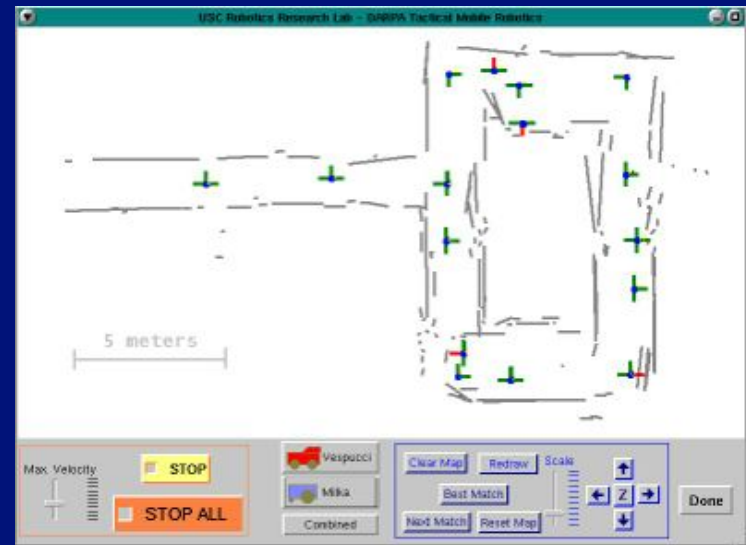 USC Robotics Research Lab - DARPA Tactical Mobile Robotics
5 meters
Max. Velocity
STOP
STOP ALL
Vespucci
Milka
Combined
Clear Map
Redraw
Scale
Best Match
Next Match
Reset Map
Z
Done